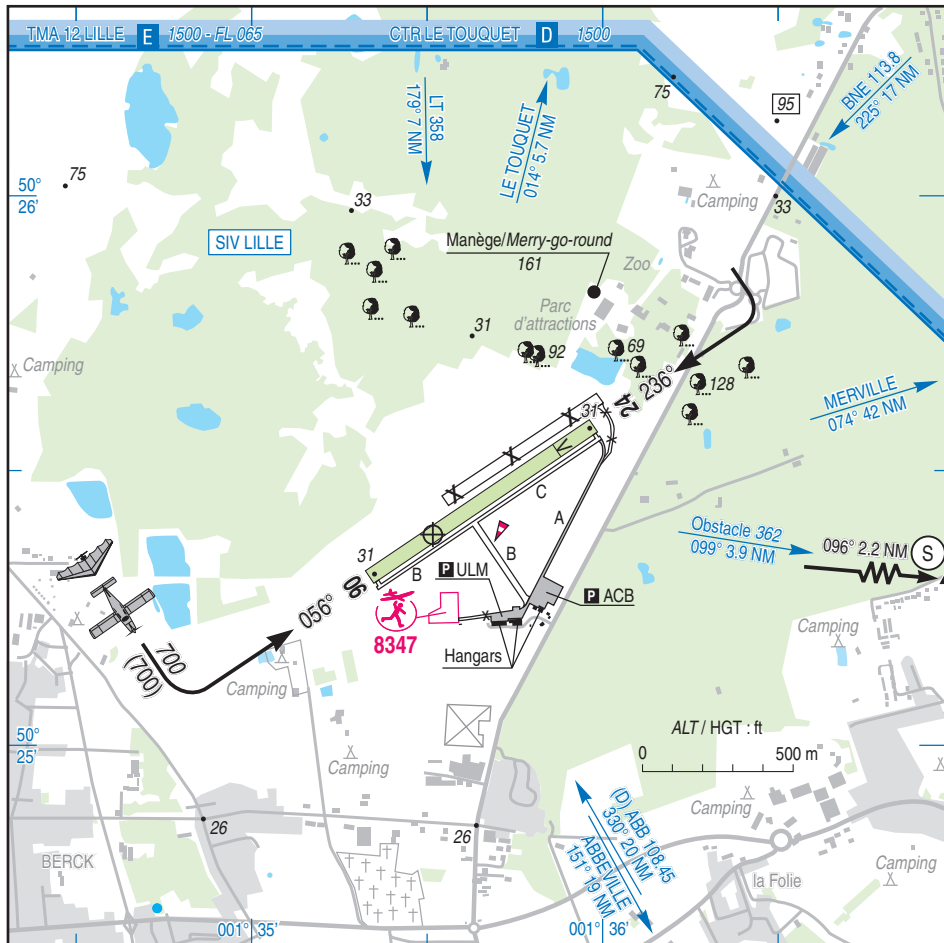 TMA 12 LILLE E 1500 - FL 065
CTR LE TOUQUET D 1500
LT 358
179° 7 NM
LE TOUQUET
014° 5.7 NM
75
95
BNE 113.8
225° 17 NM
75
50°
26'
33
Camping
33
SIV LILLE
Manège/Merry-go-round
161
Zoo
Parc
d'attractions
31
92
69
128
Camping
24 236°
MERVILLE
074° 42 NM
31
V
X X X
C
A
B
B
Obstacle 362
099° 3.9 NM
096° 2.2 NM
S
31
056° 06
P ULM
P ACB
8347
Hangars
700
(700)
Camping
Camping
50°
25'
ALT / HGT : ft
0 500 m
Camping
Camping
26
26
BERCK
(D) ABB 108.45
330° 20 NM
ABBEVILLE
151° 19 NM
la Folie
Camping
001° 35'
001° 36'